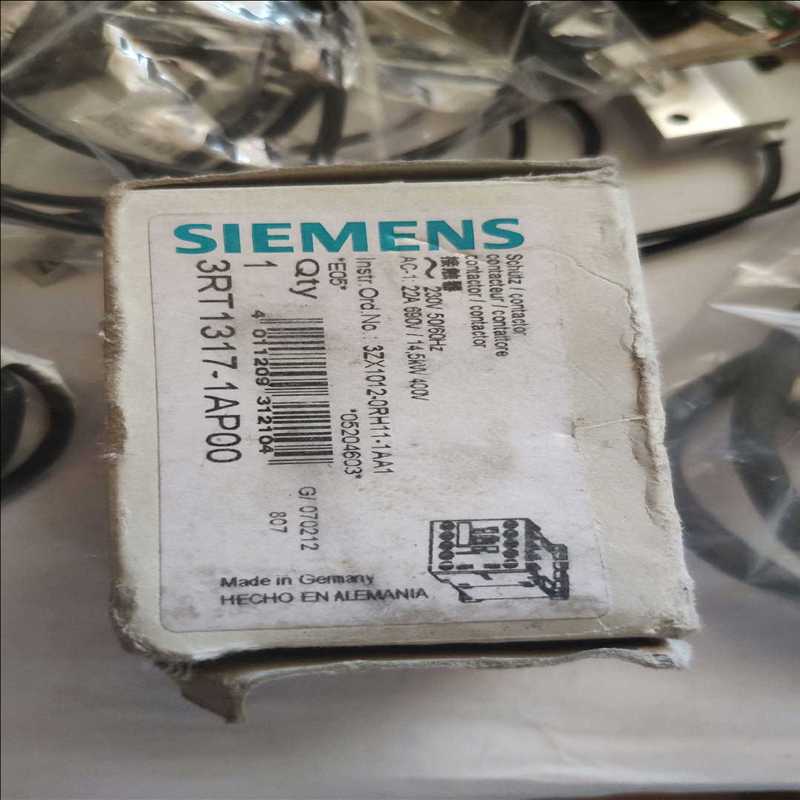 SIEMENS
Schütz / contactor
contacteur / contattore
contactor / contactor
接触器
～ 230V 50/60Hz
AC-1 22A 690V / 14,5kW 400V
Instr.Ord.No.: 3ZX1012-0RH11-1AA1
*E05*
*05204603*
Qty
1
4 011209 312104
G/ 070212
807
3RT1317-1AP00
Made in Germany
HECHO EN ALEMANIA